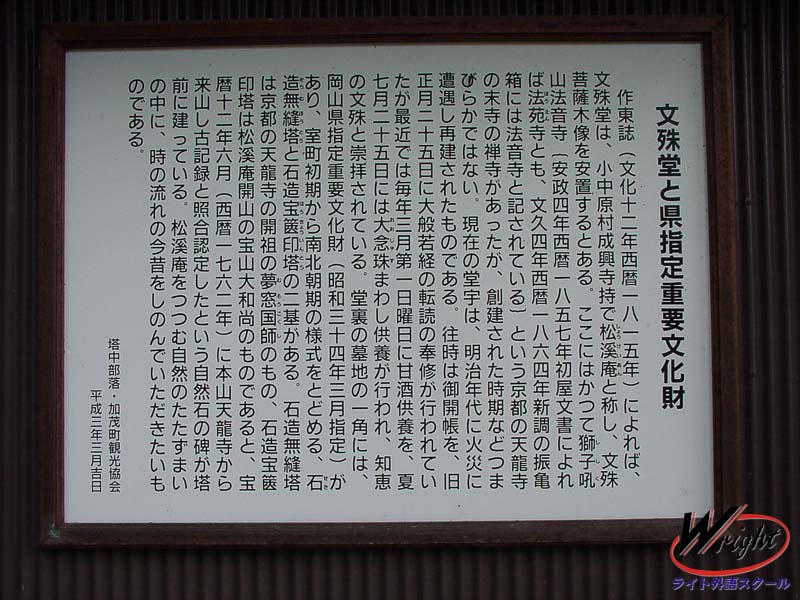 文殊堂と県指定重要文化財
作東誌（文化十二年西暦一八一五年）によれば、
文殊堂は、小中原村成興寺持で松溪庵と称し、文殊
菩薩木像を安置するとある。ここにはかつて獅子吼
山法音寺（安政四年西暦一八五七年初屋文書によれ
ば法苑寺とも、文久四年西暦一八六四年新調の振亀
箱には法音寺と記されている）という京都の天龍寺
の末寺の禅寺があったが、創建された時期などつま
びらかではない。現在の堂宇は、明治年代に火災に
遭遇し再建されたものである。往時は御開帳を、旧
正月二十五日に大般若経の転読の奉修が行われてい
たが最近では毎年三月第一日曜日に甘酒供養を、夏
七月二十五日には大念珠まわし供養が行われ、知恵
の文殊と崇拝されている。堂裏の墓地の一角には、
岡山県指定重要文化財（昭和三十四年三月指定）が
あり、室町初期から南北朝期の様式をとどめる、石
造無縫塔と石造宝篋印塔の二基がある。石造無縫塔
は京都の天龍寺の開祖の夢窓国師のもの、石造宝篋
印塔は松溪庵開山の宝山大和尚のものであると、宝
暦十二年六月（西暦一七六二年）に本山天龍寺から
来山し古記録と照合認定したという自然石の碑が塔
前に建っている。松溪庵をつつむ自然のたたずまい
の中に、時の流れの今昔をしのんでいただきたいも
のである。
塔中部落・加茂町観光協会
平成三年三月吉日
Wright
ライト外語スクール